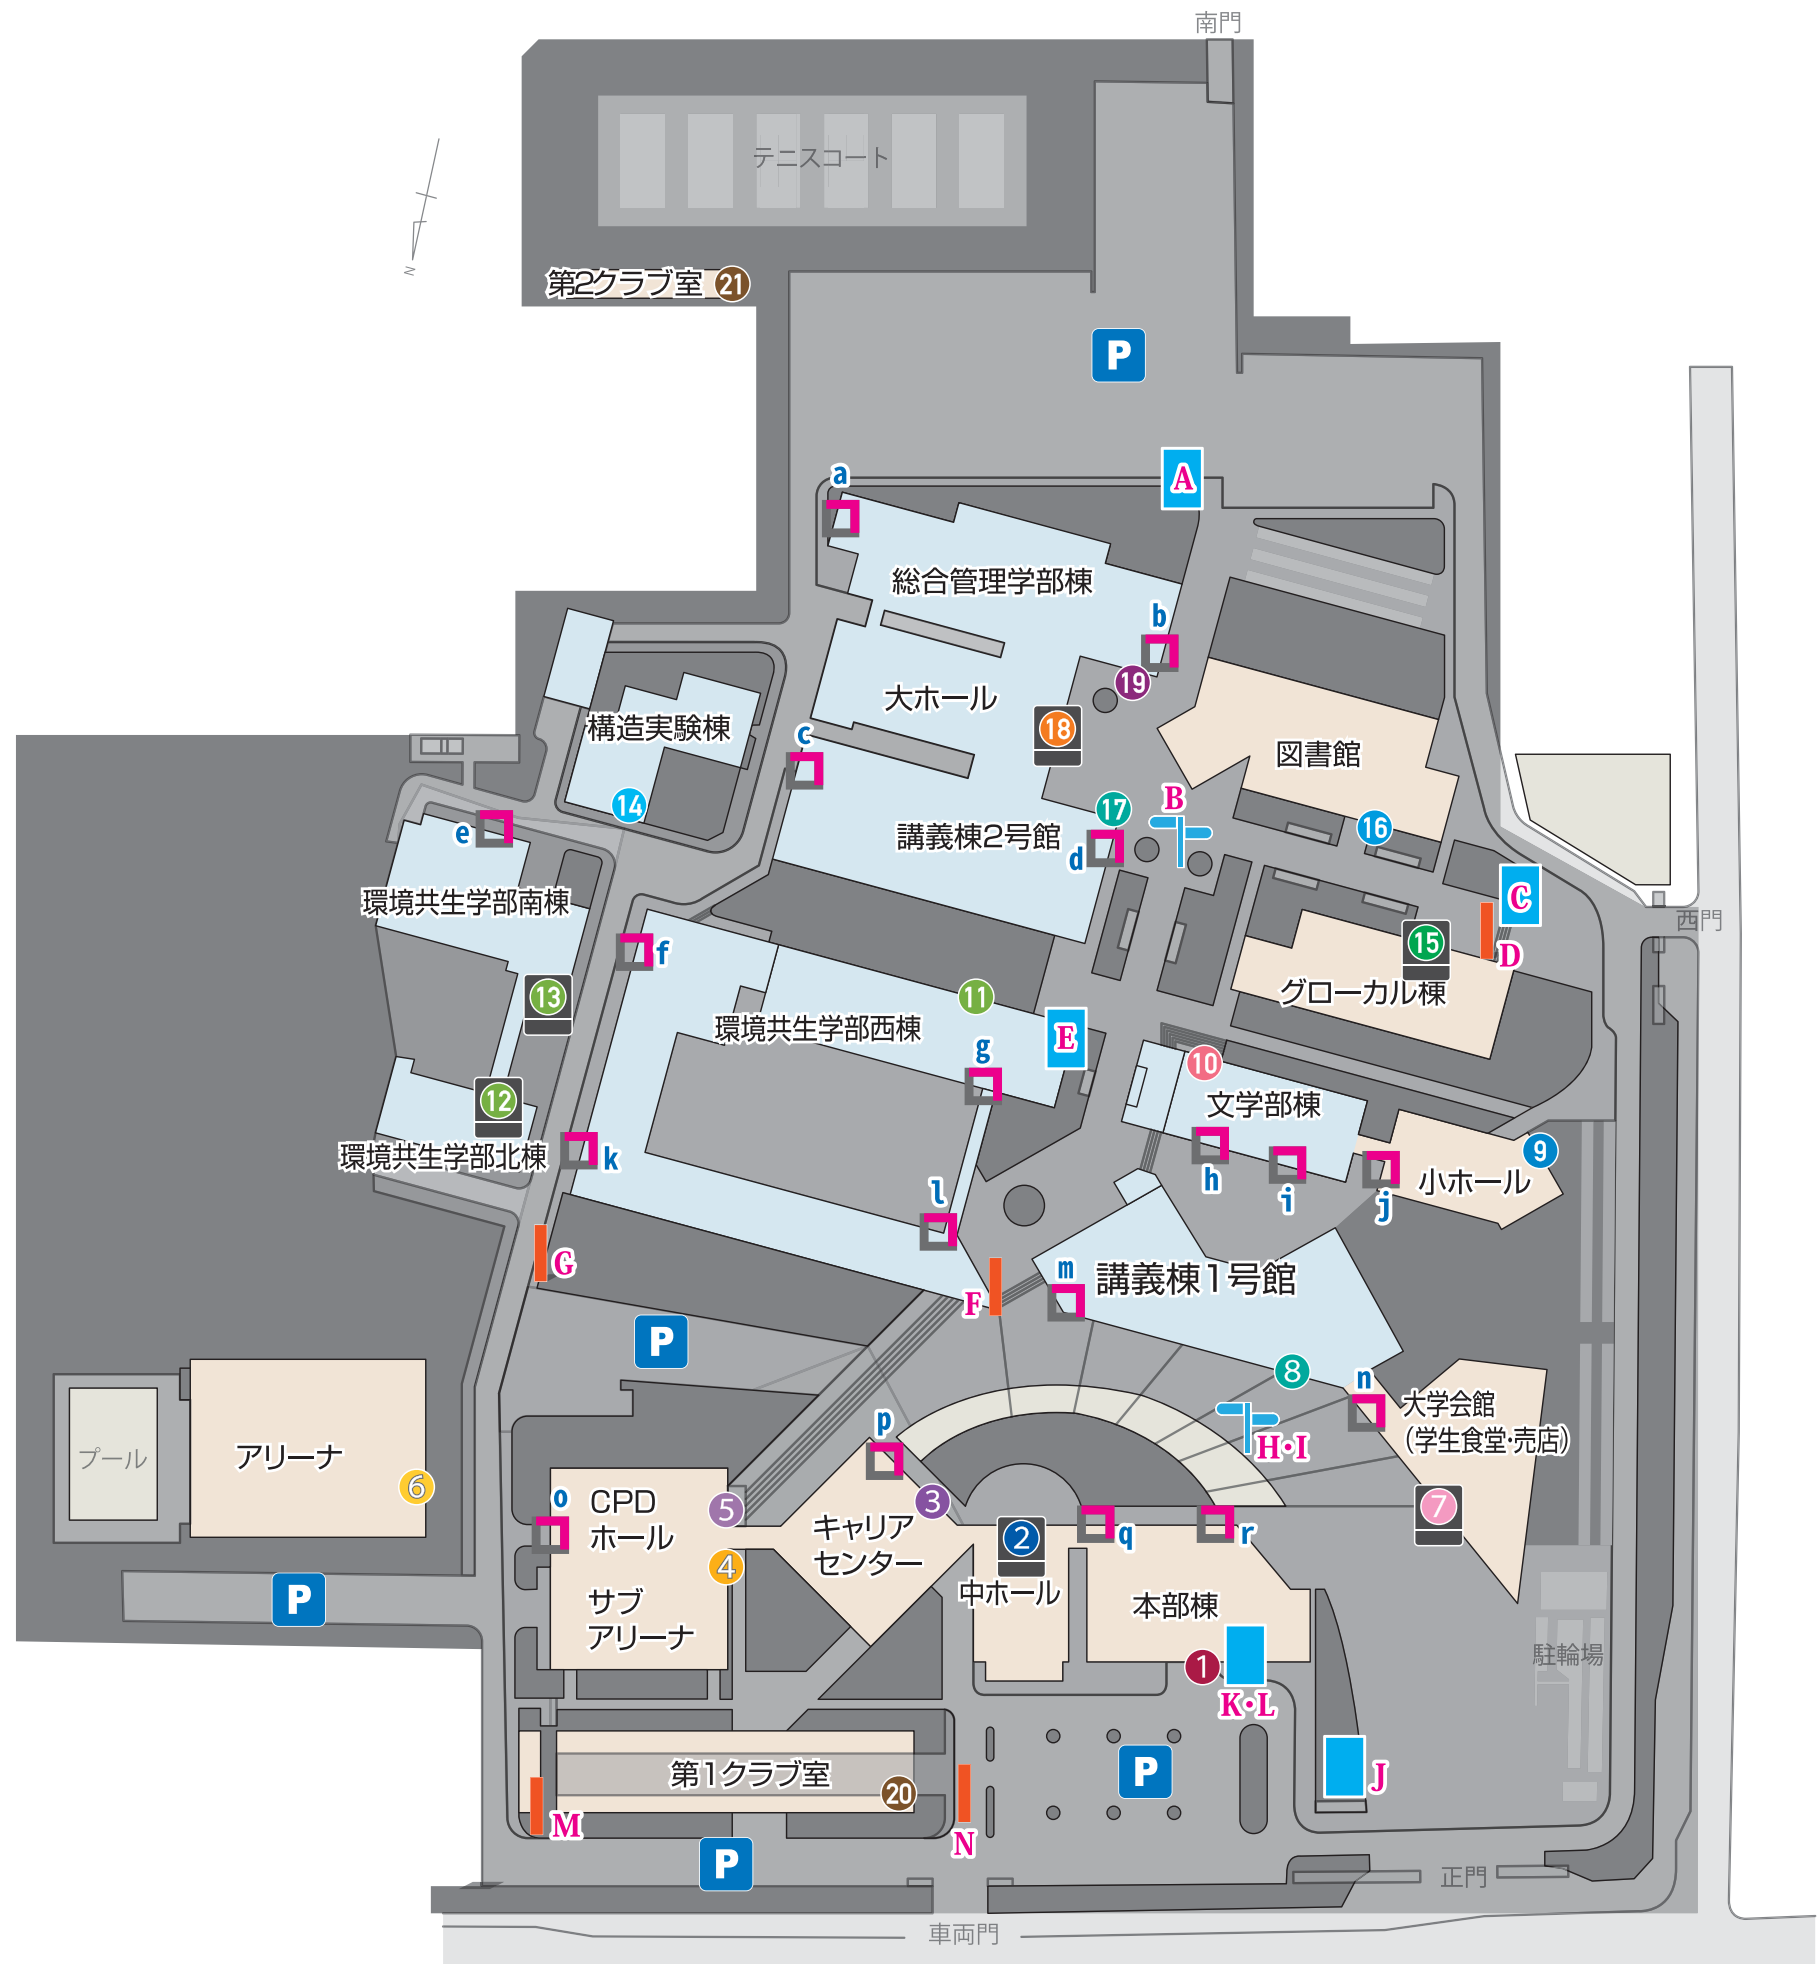 南門
テニスコート
N
第2クラブ室 21
P
A
a
総合管理学部棟
b
19
大ホール
18
構造実験棟
c
図書館
14
17
B
16
e
講義棟2号館
d
環境共生学部南棟
C
西門
f
15
D
13
11
グローカル棟
環境共生学部西棟
E
g
10
12
文学部棟
環境共生学部北棟
k
h
i
j
9
小ホール
l
G
F
m
講義棟1号館
P
8
n
大学会館
(学生食堂・売店)
p
H・I
プール
アリーナ
6
o
CPD
ホール
5
3
キャリア
センター
2
q
r
7
4
中ホール
P
サブ
アリーナ
本部棟
駐輪場
1
K・L
第1クラブ室
20
P
J
M
N
P
正門
車両門